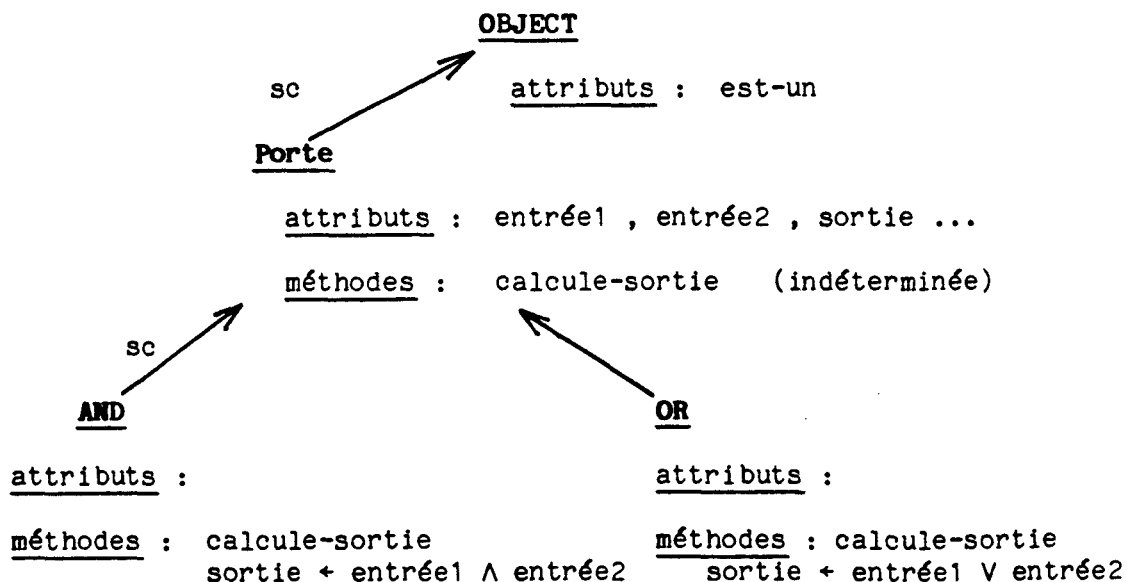 OBJECT
sc
attributs : est-un
Porte
attributs : entrée1 , entrée2 , sortie ...
méthodes : calcule-sortie (indéterminée)
sc
AND
OR
attributs :
attributs :
méthodes : calcule-sortie
méthodes : calcule-sortie
sortie ← entrée1 ∧ entrée2
sortie ← entrée1 V entrée2